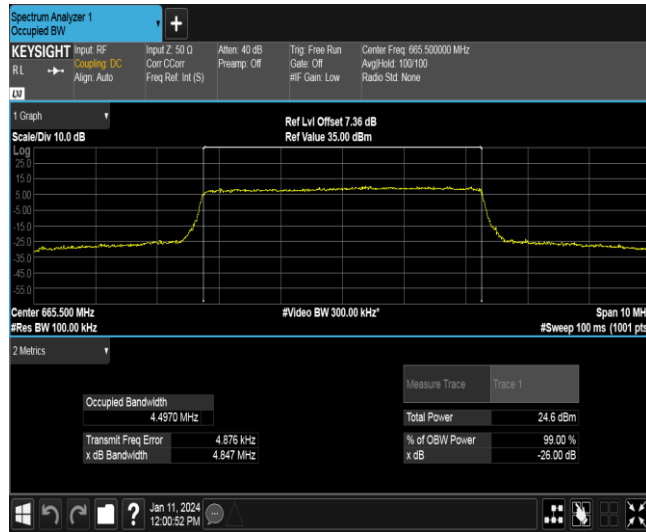 Spectrum Analyzer 1
Occupied BW
+
KEYSIGHT Input: RF Input Z: 50 Ω Atten: 40 dB Trig: Free Run Center Freq: 665.500000 MHz
RL Coupling: DC Corr CCorr Preamp: Off Gate: Off Avg|Hold: 100/100
Align: Auto Freq Ref: Int (S) #IF Gain: Low Radio Std: None
LXI
1 Graph
Ref Lvl Offset 7.36 dB
Scale/Div 10.0 dB Ref Value 35.00 dBm
Log
25.0
15.0
5.00
-5.00
-15.0
-25.0
-35.0
-45.0
-55.0
Center 665.500 MHz #Video BW 300.00 kHz* Span 10 MH
#Res BW 100.00 kHz #Sweep 100 ms (1001 pts
2 Metrics
Measure Trace Trace 1
Occupied Bandwidth
4.4970 MHz
Total Power 24.6 dBm
Transmit Freq Error 4.876 kHz % of OBW Power 99.00 %
x dB Bandwidth 4.847 MHz x dB -26.00 dB
? Jan 11, 2024
12:00:52 PM